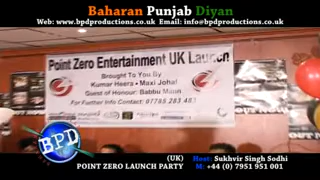 Baharan Punjab Diyan
Web: www.bpdproductions.co.uk Email: info@bpdproductions.co.uk
Point Zero Entertainment UK Launch
Brought To You By
Kumar Heera & Maxi Johal
Guest of Honour: Babbu Mann
For Further Info Contact: 07795 283 483
BPD
(UK) Host: Sukhvir Singh Sodhi
POINT ZERO LAUNCH PARTY M: +44 (0) 7951 951 001